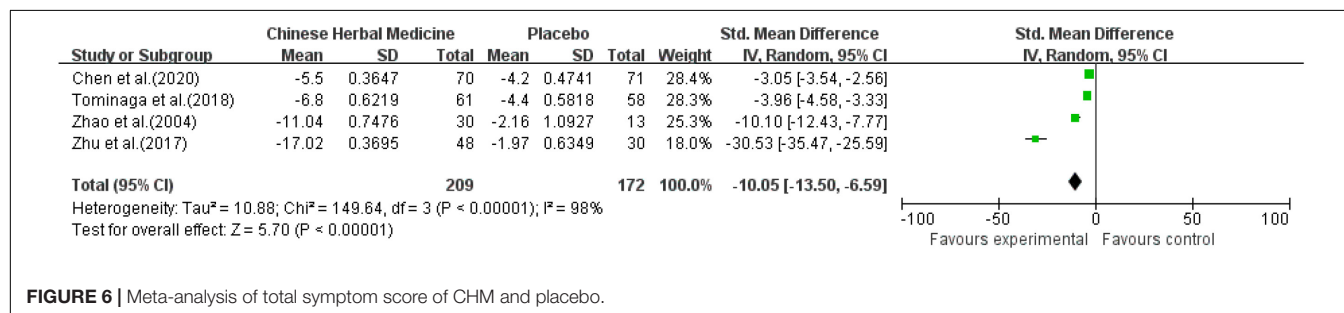 Chinese Herbal Medicine Placebo Std. Mean Difference Std. Mean Difference
Study or Subgroup Mean SD Total Mean SD Total Weight IV, Random, 95% CI IV, Random, 95% CI
Chen et al.(2020) -5.5 0.3647 70 -4.2 0.4741 71 28.4% -3.05 [-3.54, -2.56]
Tominaga et al.(2018) -6.8 0.6219 61 -4.4 0.5818 58 28.3% -3.96 [-4.58, -3.33]
Zhao et al.(2004) -11.04 0.7476 30 -2.16 1.0927 13 25.3% -10.10 [-12.43, -7.77]
Zhu et al.(2017) -17.02 0.3695 48 -1.97 0.6349 30 18.0% -30.53 [-35.47, -25.59]
Total (95% CI) 209 172 100.0% -10.05 [-13.50, -6.59]
Heterogeneity: Tau² = 10.88; Chi² = 149.64, df = 3 (P < 0.00001); I² = 98%
Test for overall effect: Z = 5.70 (P < 0.00001)
-100 -50 0 50 100
Favours experimental Favours control
FIGURE 6 | Meta-analysis of total symptom score of CHM and placebo.